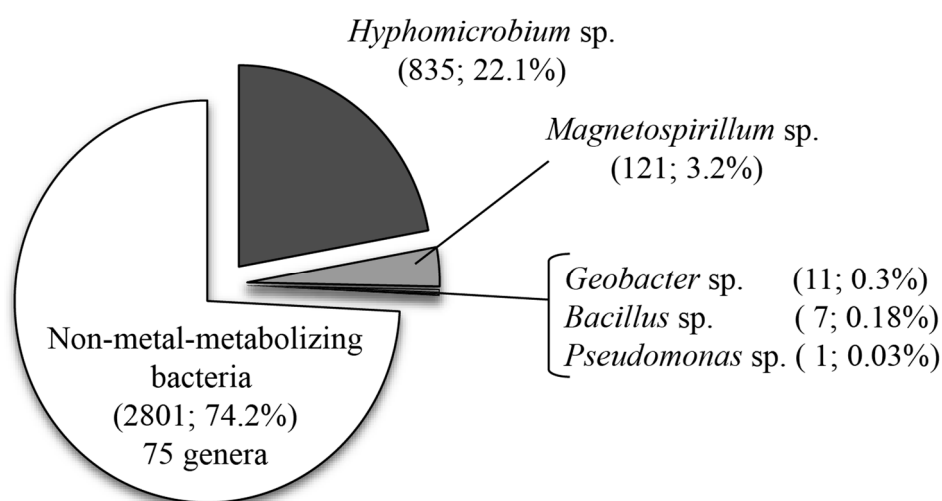 Hyphomicrobium sp.
(835; 22.1%)
Magnetospirillum sp.
(121; 3.2%)
Geobacter sp. (11; 0.3%)
Bacillus sp. ( 7; 0.18%)
Pseudomonas sp. ( 1; 0.03%)
Non-metal-metabolizing
bacteria
(2801; 74.2%)
75 genera